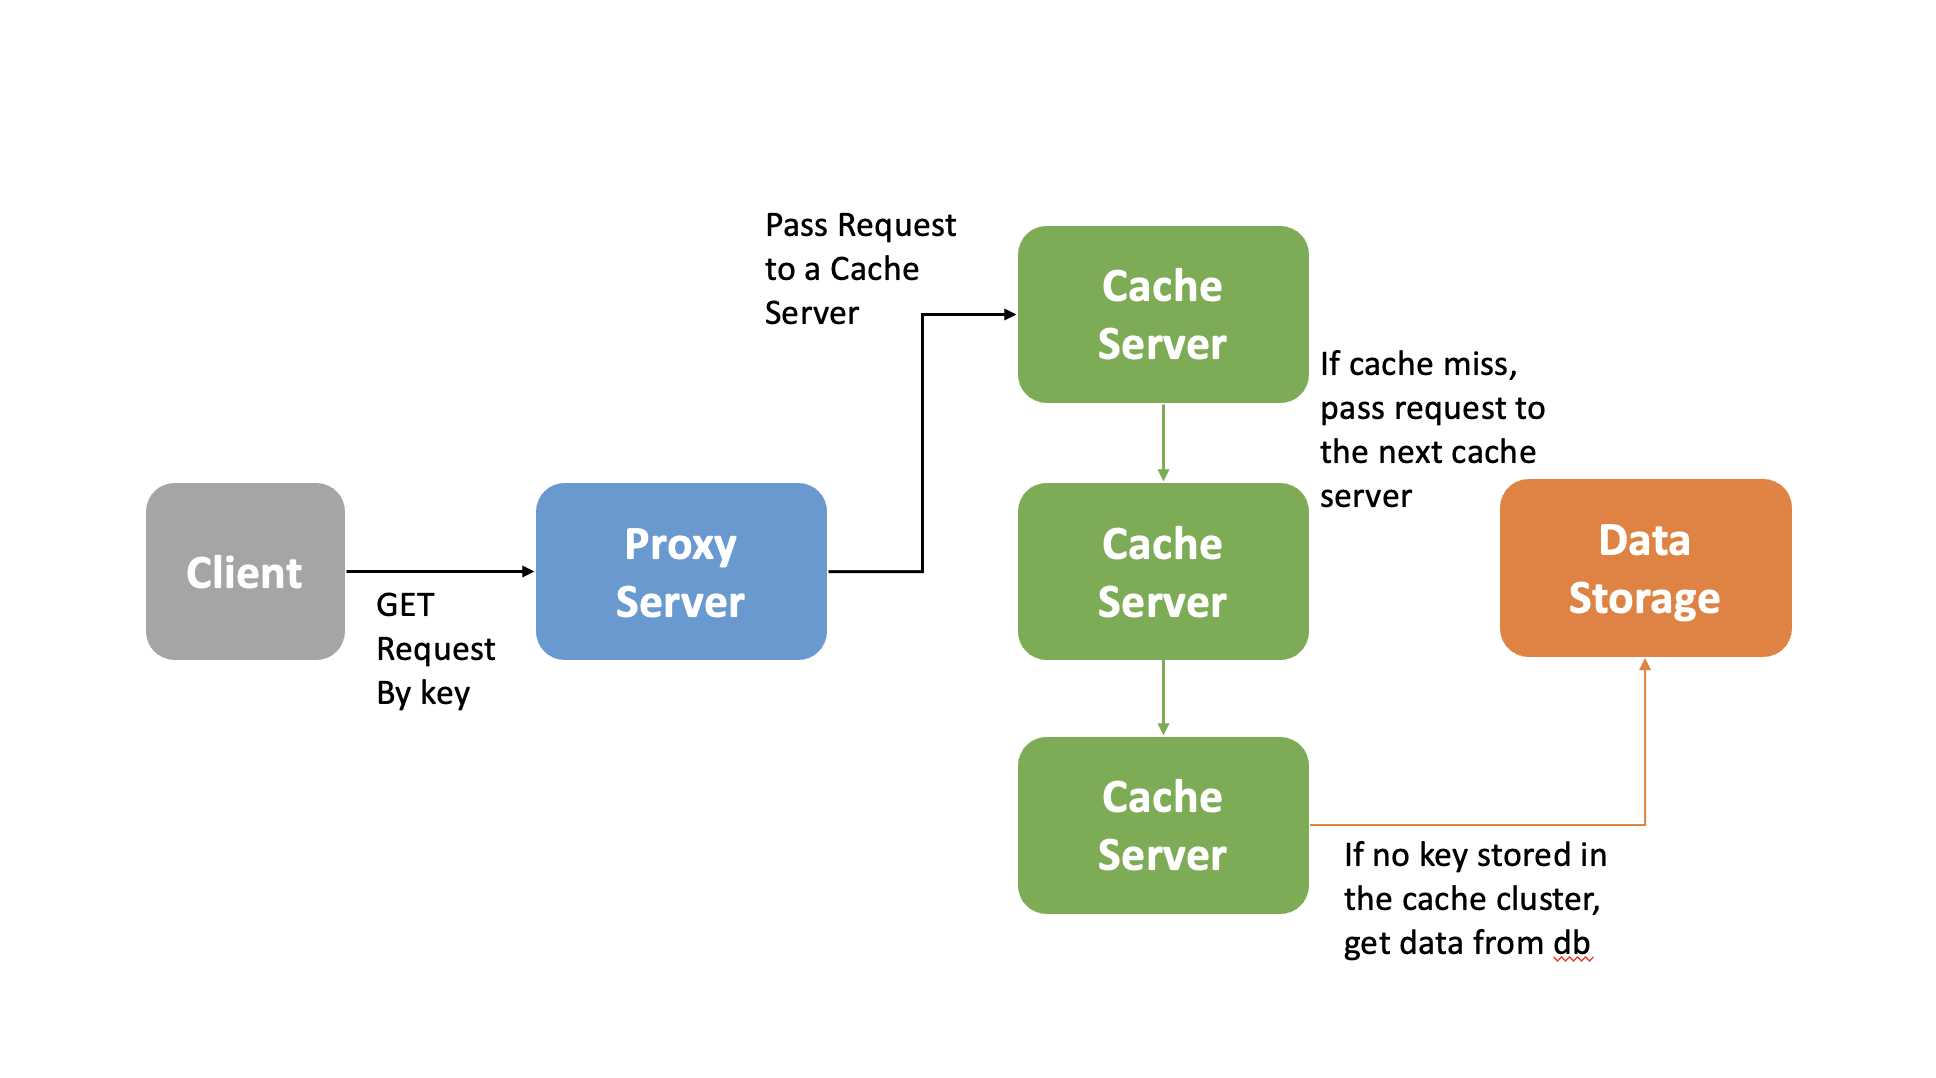 Pass Request
to a Cache
Server
Cache
Server
If cache miss,
pass request to
the next cache
server
Client
GET
Request
By key
Proxy
Server
Cache
Server
Data
Storage
Cache
Server
If no key stored in
the cache cluster,
get data from db